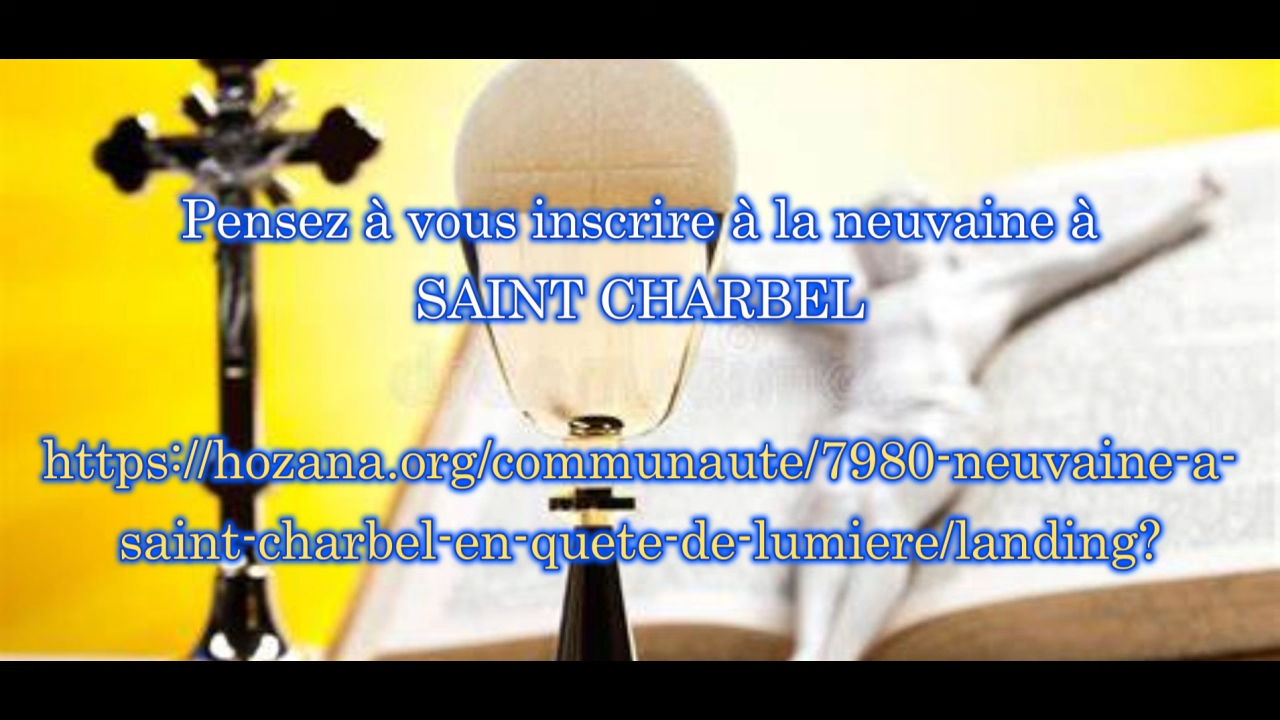 Pensez à vous inscrire à la neuvaine à
SAINT CHARBEL
https://hozana.org/communaute/7980-neuvaine-a-
saint-charbel-en-quete-de-lumiere/landing?